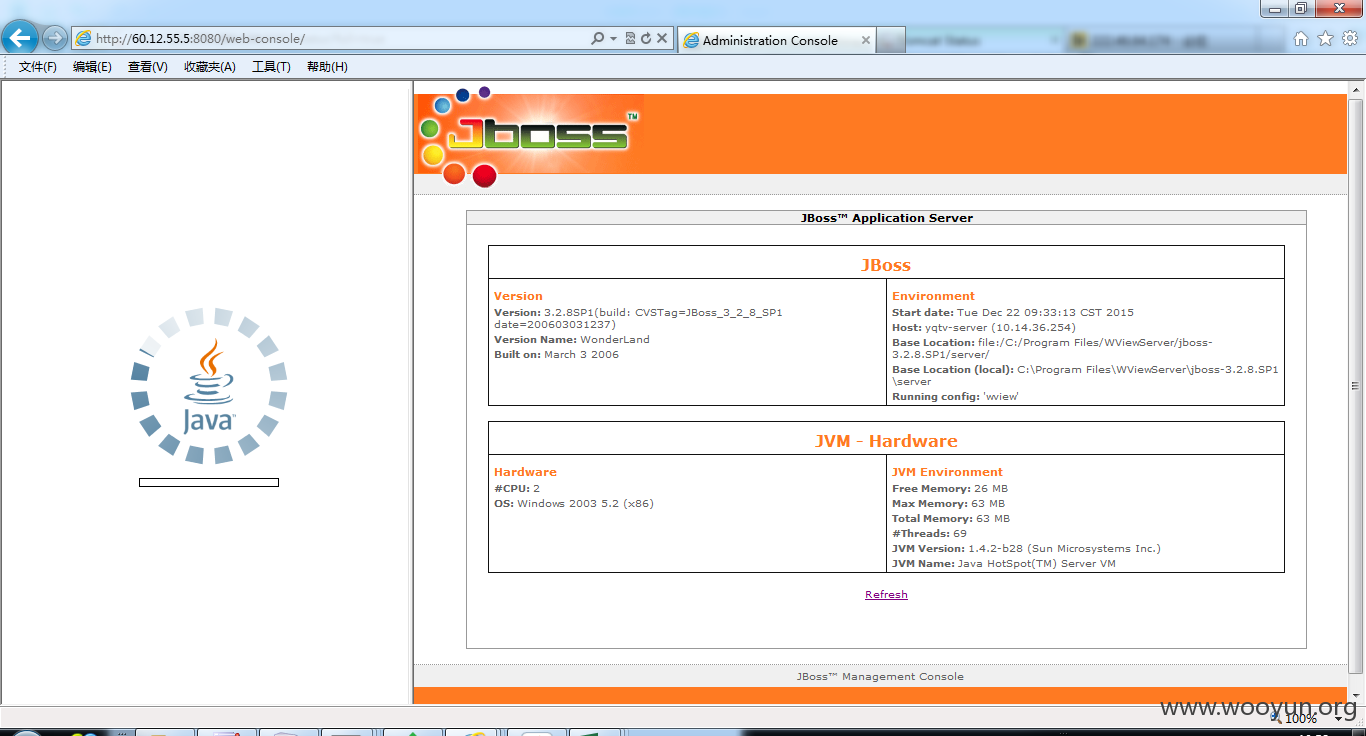 http://60.12.55.5:8080/web-console/
Administration Console
文件(F) 编辑(E) 查看(V) 收藏夹(A) 工具(T) 帮助(H)
Jboss™
JBoss™ Application Server
JBoss
Version
Version: 3.2.8SP1(build: CVSTag=JBoss_3_2_8_SP1
date=200603031237)
Version Name: WonderLand
Built on: March 3 2006
Environment
Start date: Tue Dec 22 09:33:13 CST 2015
Host: yqtv-server (10.14.36.254)
Base Location: file:/C:/Program Files/WViewServer/jboss-
3.2.8.SP1/server/
Base Location (local): C:\Program Files\WViewServer\jboss-3.2.8.SP1
\server
Running config: 'wview'
Java™
JVM - Hardware
Hardware
#CPU: 2
OS: Windows 2003 5.2 (x86)
JVM Environment
Free Memory: 26 MB
Max Memory: 63 MB
Total Memory: 63 MB
#Threads: 69
JVM Version: 1.4.2-b28 (Sun Microsystems Inc.)
JVM Name: Java HotSpot(TM) Server VM
Refresh
JBoss™ Management Console
www.wooyun.org
100%